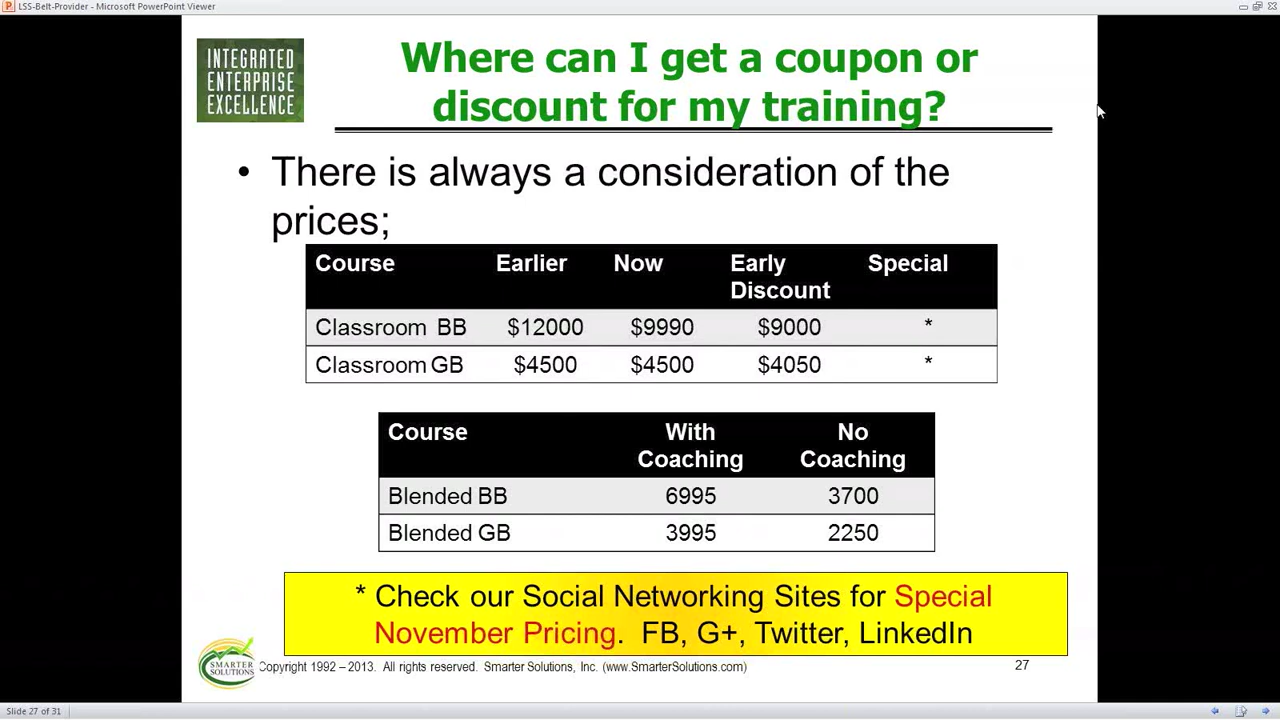 LSS-Belt-Provider - Microsoft PowerPoint Viewer
INTEGRATED
ENTERPRISE
EXCELLENCE
Where can I get a coupon or
discount for my training?
• There is always a consideration of the
prices;
Course Earlier Now Early Discount Special
Classroom BB $12000 $9990 $9000 *
Classroom GB $4500 $4500 $4050 *
Course With Coaching No Coaching
Blended BB 6995 3700
Blended GB 3995 2250
* Check our Social Networking Sites for Special
November Pricing. FB, G+, Twitter, LinkedIn
SMARTER
SOLUTIONS
Copyright 1992 – 2013. All rights reserved. Smarter Solutions, Inc. (www.SmarterSolutions.com)
27
Slide 27 of 31